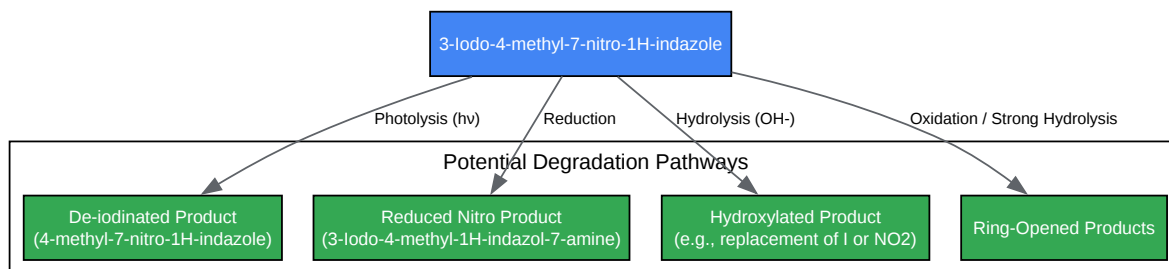 3-Iodo-4-methyl-7-nitro-1H-indazole
Photolysis (hν)
Reduction
Hydrolysis (OH-)
Oxidation / Strong Hydrolysis
Potential Degradation Pathways
De-iodinated Product
(4-methyl-7-nitro-1H-indazole)
Reduced Nitro Product
(3-Iodo-4-methyl-1H-indazol-7-amine)
Hydroxylated Product
(e.g., replacement of I or NO2)
Ring-Opened Products